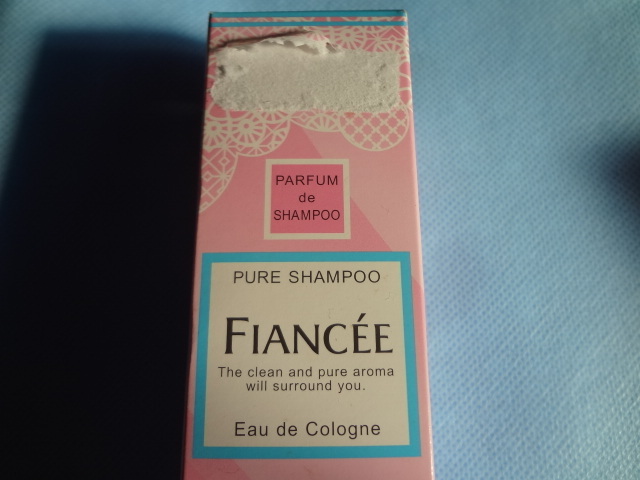 PARFUM
de
SHAMPOO
PURE SHAMPOO
FIANCÉE
The clean and pure aroma
will surround you.
Eau de Cologne